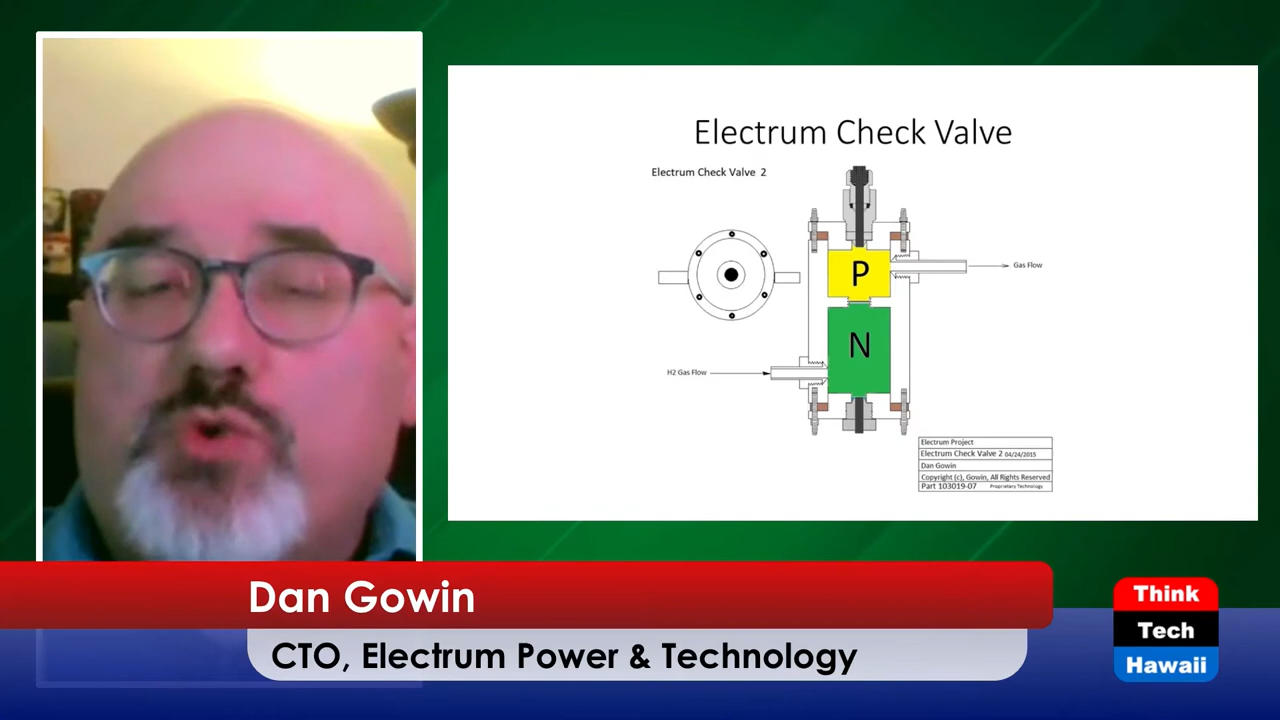 Electrum Check Valve
Electrum Check Valve 2
P
Gas Flow
N
H2 Gas Flow
Electrum Project
Electrum Check Valve 2 04/24/2015
Dan Gowin
Copyright (c), Gowin, All Rights Reserved
Part 103019-07 Proprietary Technology
Dan Gowin
CTO, Electrum Power & Technology
Think
Tech
Hawaii